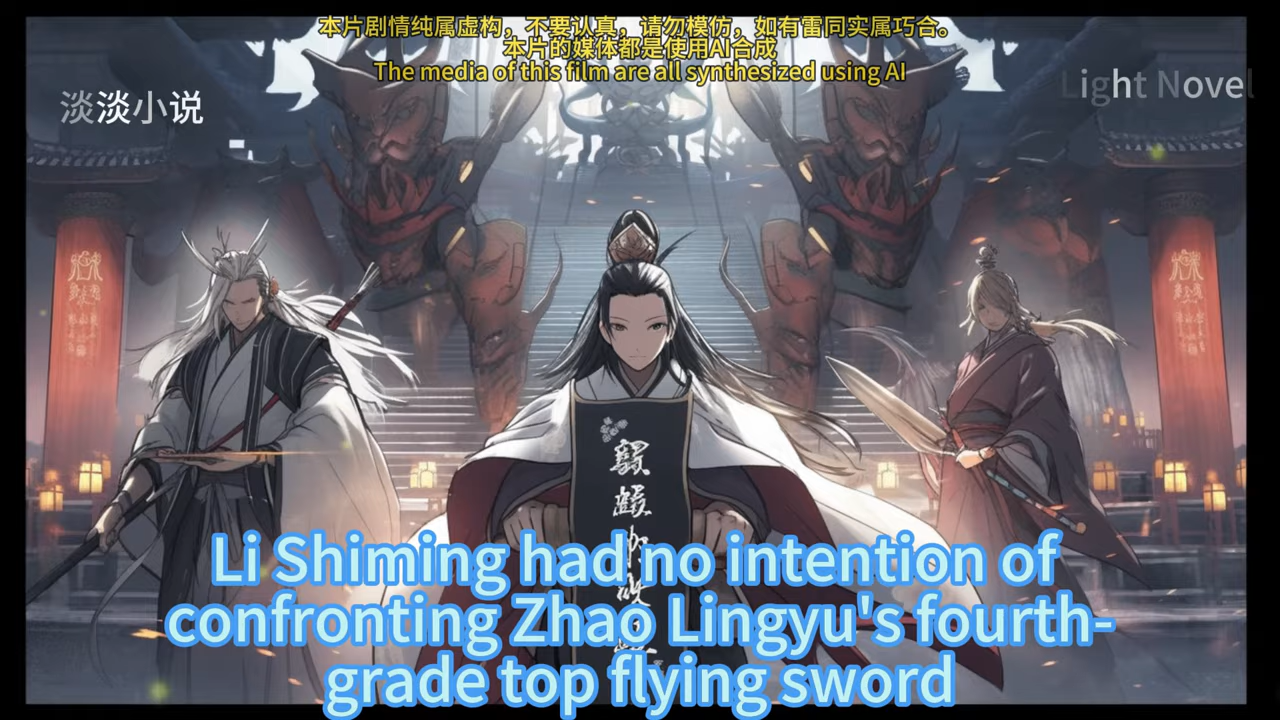 本片剧情纯属虚构，不要认真，请勿模仿，如有雷同实属巧合。
本片的媒体都是使用AI合成
The media of this film are all synthesized using AI
淡淡小说
Light Novel
Li Shiming had no intention of
confronting Zhao Lingyu's fourth-
grade top flying sword